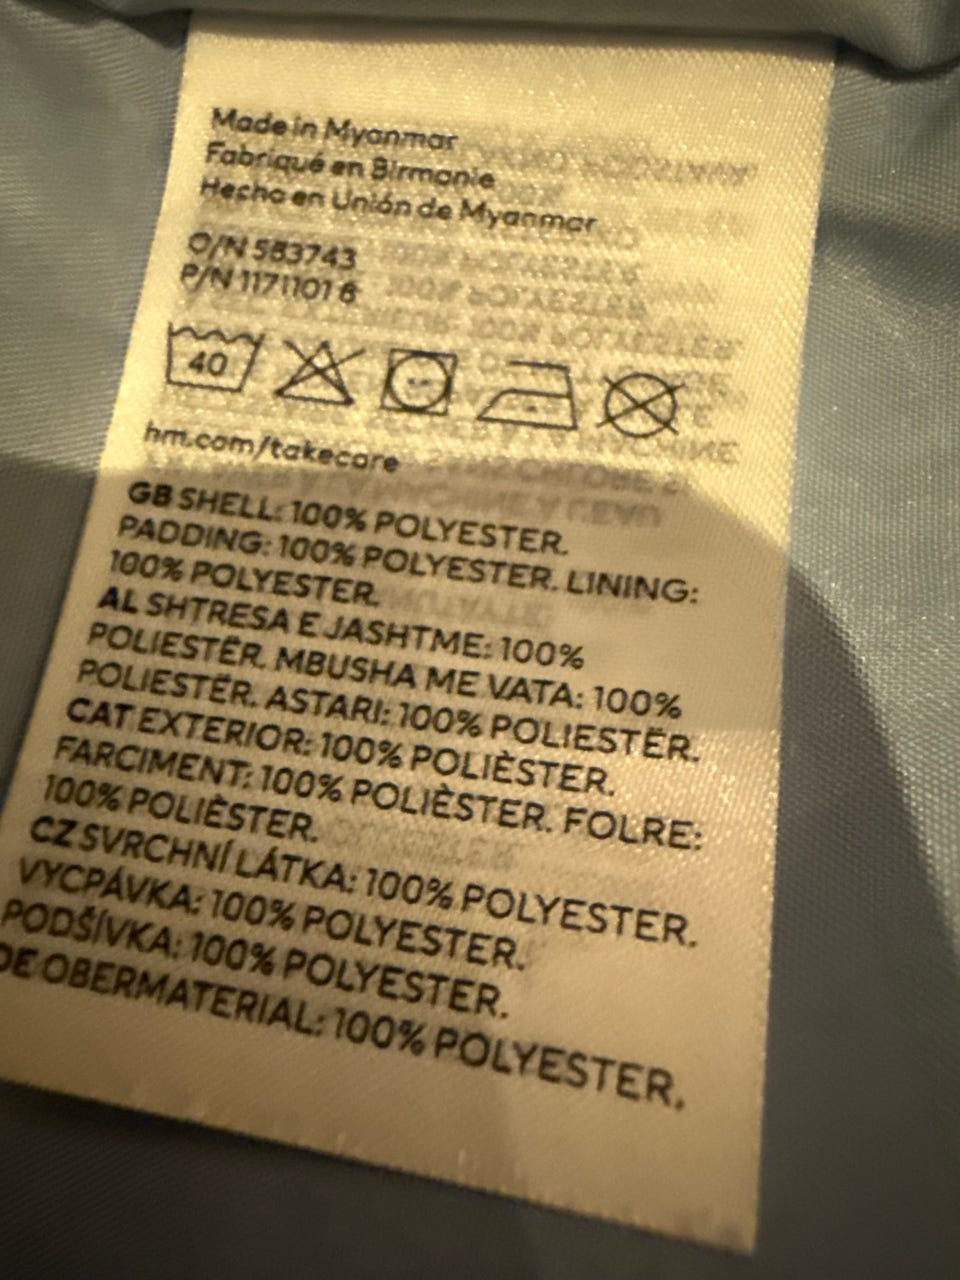 Made in Myanmar
Fabriqué en Birmanie
Hecho en Unión de Myanmar
O/N 583743
P/N 1171101 6
40
hm.com/takecare
GB SHELL: 100% POLYESTER.
PADDING: 100% POLYESTER. LINING:
100% POLYESTER.
AL SHTRESA E JASHTME: 100%
POLIESTËR. MBUSHA ME VATA: 100%
POLIESTËR. ASTARI: 100% POLIESTËR.
CAT EXTERIOR: 100% POLIÈSTER.
FARCIMENT: 100% POLIÈSTER. FOLRE:
100% POLIÈSTER.
CZ SVRCHNÍ LÁTKA: 100% POLYESTER.
VYCPÁVKA: 100% POLYESTER.
PODŠÍVKA: 100% POLYESTER.
DE OBERMATERIAL: 100% POLYESTER.